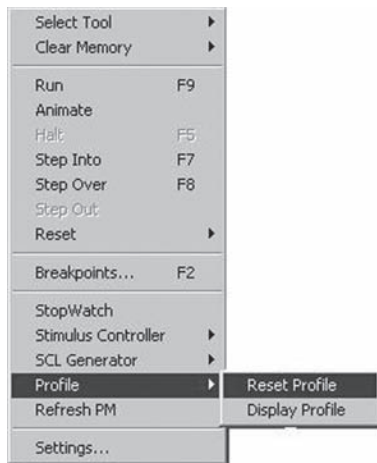 Select Tool
Clear Memory
Run F9
Animate
Halt F5
Step Into F7
Step Over F8
Step Out
Reset
Breakpoints... F2
StopWatch
Stimulus Controller
SCL Generator
Profile Reset Profile
Refresh PM Display Profile
Settings...